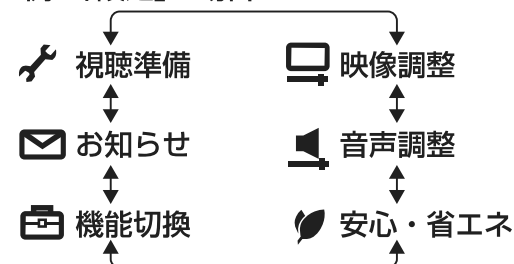 視聴準備
お知らせ
機能切換
映像調整
音声調整
安心・省エネ